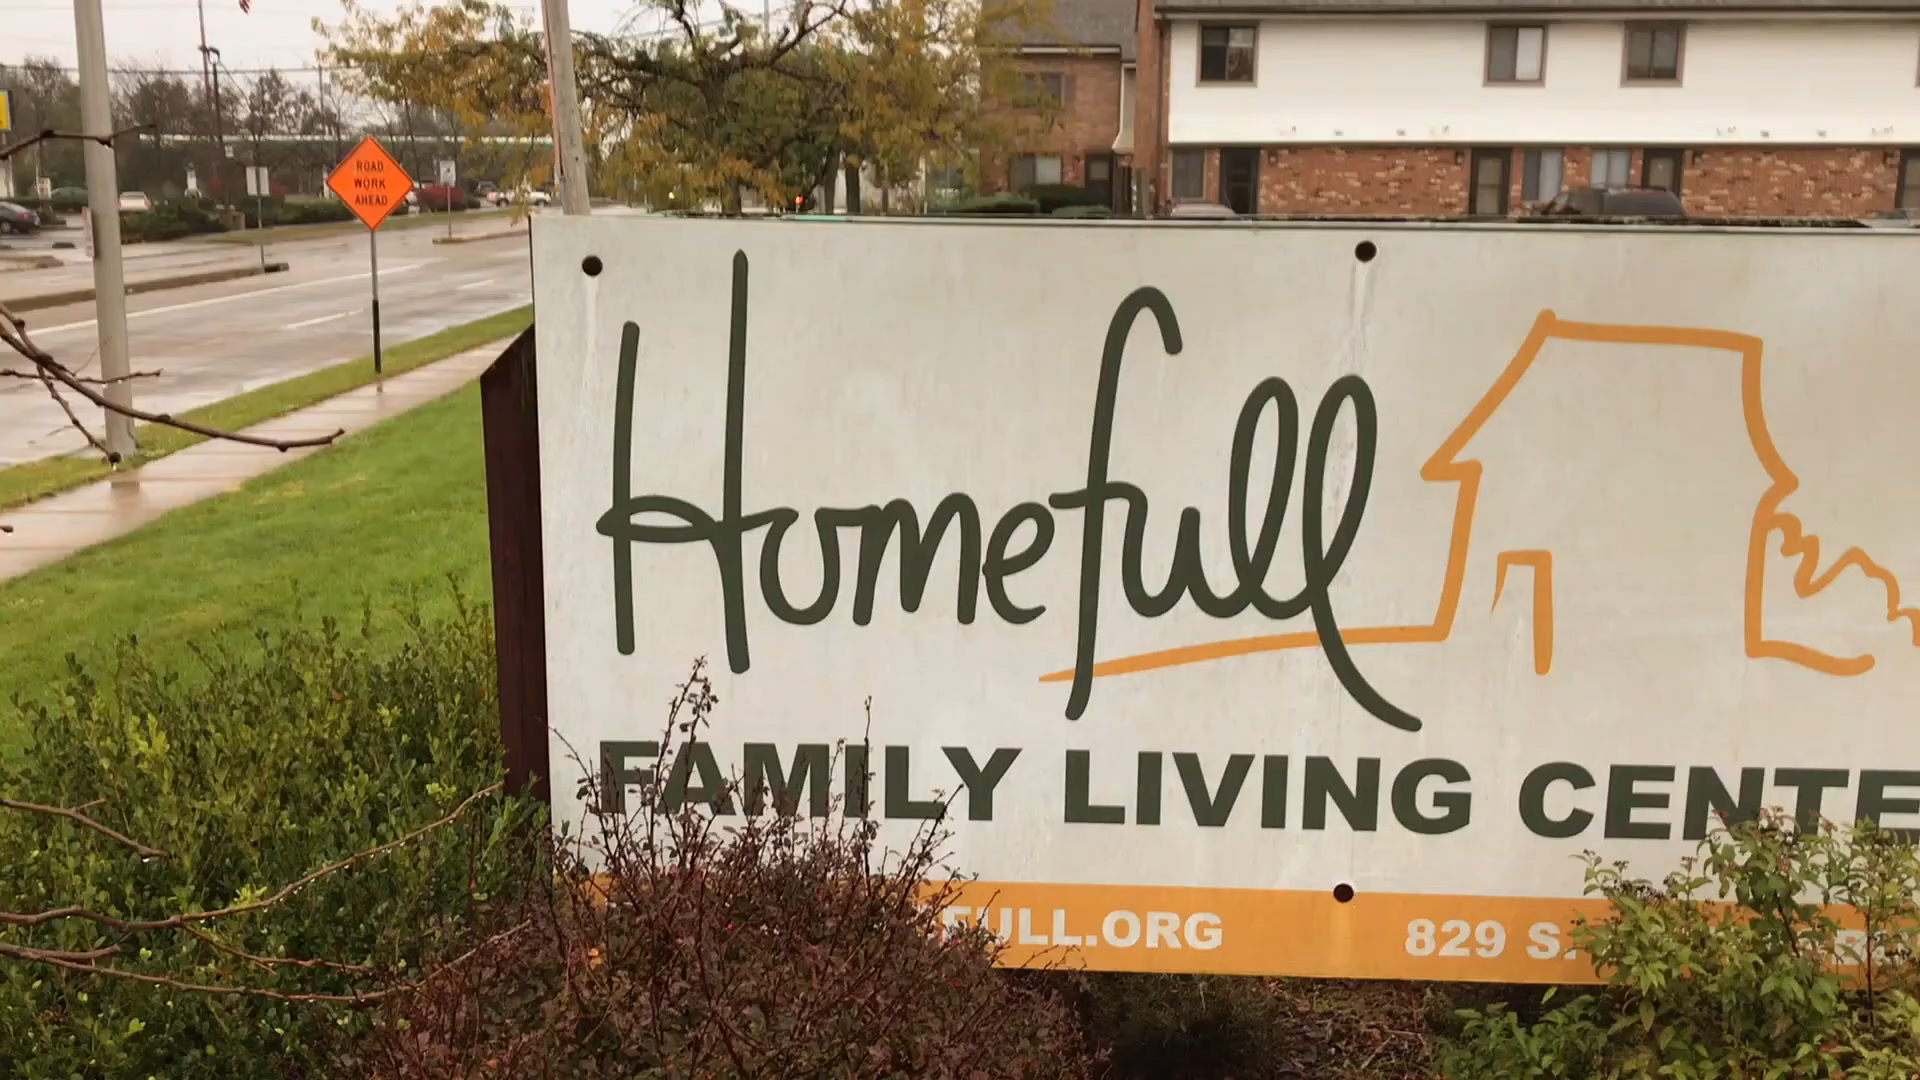 ROAD
WORK
AHEAD
Homefull
FAMILY LIVING CENTE
FULL.ORG
829 S.